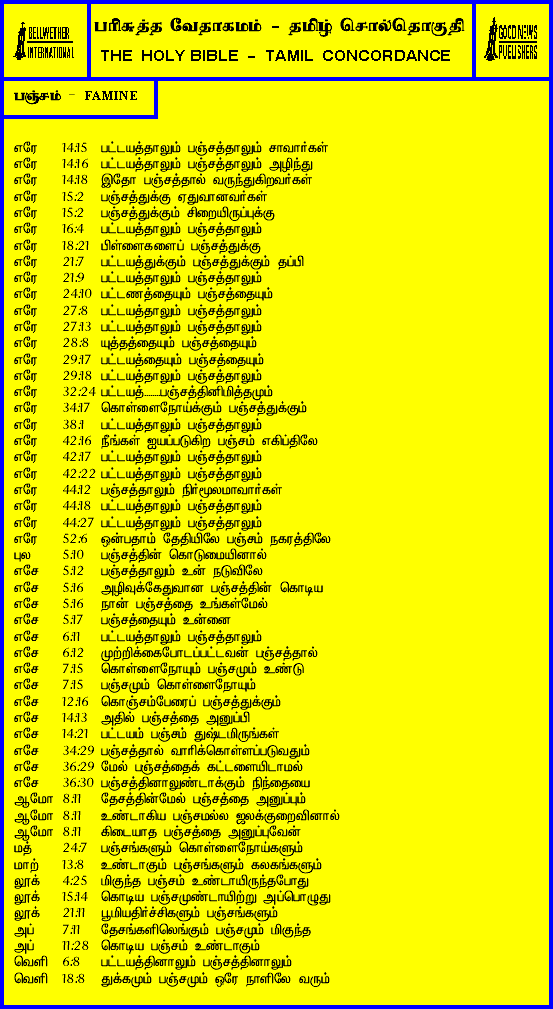 BELLWETHER
INTERNATIONAL
பரிசுத்த வேதாகமம் - தமிழ் சொல்தொகுதி
THE HOLY BIBLE - TAMIL CONCORDANCE
GOOD NEWS
PUBLISHERS
பஞ்சம் - FAMINE
எரே 14:15 பட்டயத்தாலும் பஞ்சத்தாலும் சாவார்கள்
எரே 14:16 பட்டயத்தாலும் பஞ்சத்தாலும் அழிந்து
எரே 14:18 இதோ பஞ்சத்தால் வருந்துகிறவர்கள்
எரே 15:2 பஞ்சத்துக்கு ஏதுவானவர்கள்
எரே 15:2 பஞ்சத்துக்கும் சிறையிருப்புக்கு
எரே 16:4 பட்டயத்தாலும் பஞ்சத்தாலும்
எரே 18:21 பிள்ளைகளைப் பஞ்சத்துக்கு
எரே 21:7 பட்டயத்துக்கும் பஞ்சத்துக்கும் தப்பி
எரே 21:9 பட்டயத்தாலும் பஞ்சத்தாலும்
எரே 24:10 பட்டணத்தையும் பஞ்சத்தையும்
எரே 27:8 பட்டயத்தாலும் பஞ்சத்தாலும்
எரே 27:13 பட்டயத்தாலும் பஞ்சத்தாலும்
எரே 28:8 யுத்தத்தையும் பஞ்சத்தையும்
எரே 29:17 பட்டயத்தையும் பஞ்சத்தையும்
எரே 29:18 பட்டயத்தாலும் பஞ்சத்தாலும்
எரே 32:24 பட்டயத்.......பஞ்சத்தினிமித்தமும்
எரே 34:17 கொள்ளைநோய்க்கும் பஞ்சத்துக்கும்
எரே 38:1 பட்டயத்தாலும் பஞ்சத்தாலும்
எரே 42:16 நீங்கள் ஐயப்படுகிற பஞ்சம் எகிப்திலே
எரே 42:17 பட்டயத்தாலும் பஞ்சத்தாலும்
எரே 42:22 பட்டயத்தாலும் பஞ்சத்தாலும்
எரே 44:12 பஞ்சத்தாலும் நிர்மூலமாவார்கள்
எரே 44:18 பட்டயத்தாலும் பஞ்சத்தாலும்
எரே 44:27 பட்டயத்தாலும் பஞ்சத்தாலும்
எரே 52:6 ஒன்பதாம் தேதியிலே பஞ்சம் நகரத்திலே
புல 5:10 பஞ்சத்தின் கொடுமையினால்
எசே 5:12 பஞ்சத்தாலும் உன் நடுவிலே
எசே 5:16 அழிவுக்கேதுவான பஞ்சத்தின் கொடிய
எசே 5:16 நான் பஞ்சத்தை உங்கள்மேல்
எசே 5:17 பஞ்சத்தையும் உன்னை
எசே 6:11 பட்டயத்தாலும் பஞ்சத்தாலும்
எசே 6:12 முற்றிக்கைபோடப்பட்டவன் பஞ்சத்தால்
எசே 7:15 கொள்ளைநோயும் பஞ்சமும் உண்டு
எசே 7:15 பஞ்சமும் கொள்ளைநோயும்
எசே 12:16 கொஞ்சம்பேரைப் பஞ்சத்துக்கும்
எசே 14:13 அதில் பஞ்சத்தை அனுப்பி
எசே 14:21 பட்டயம் பஞ்சம் துஷ்டமிருங்கள்
எசே 34:29 பஞ்சத்தால் வாரிக்கொள்ளப்படுவதும்
எசே 36:29 மேல் பஞ்சத்தைக் கட்டளையிடாமல்
எசே 36:30 பஞ்சத்தினாலுண்டாக்கும் நிந்தையை
ஆமோ 8:11 தேசத்தின்மேல் பஞ்சத்தை அனுப்பும்
ஆமோ 8:11 உண்டாகிய பஞ்சமல்ல ஜலக்குறைவினால்
ஆமோ 8:11 கிடையாத பஞ்சத்தை அனுப்புவேன்
மத் 24:7 பஞ்சங்களும் கொள்ளைநோய்களும்
மாற் 13:8 உண்டாகும் பஞ்சங்களும் கலகங்களும்
லூக் 4:25 மிகுந்த பஞ்சம் உண்டாயிருந்தபோது
லூக் 15:14 கொடிய பஞ்சமுண்டாயிற்று அப்பொழுது
லூக் 21:11 பூமியதிர்ச்சிகளும் பஞ்சங்களும்
அப் 7:11 தேசங்களிலெங்கும் பஞ்சமும் மிகுந்த
அப் 11:28 கொடிய பஞ்சம் உண்டாகும்
வெளி 6:8 பட்டயத்தினாலும் பஞ்சத்தினாலும்
வெளி 18:8 துக்கமும் பஞ்சமும் ஒரே நாளிலே வரும்